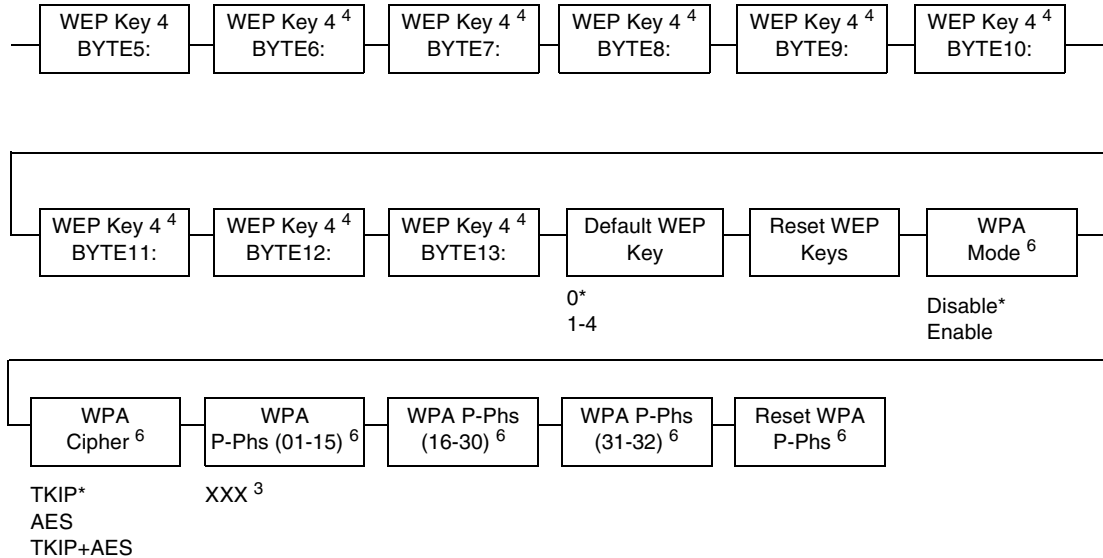 WEP Key 4
BYTE5:
WEP Key 4 4
BYTE6:
WEP Key 4 4
BYTE7:
WEP Key 4 4
BYTE8:
WEP Key 4 4
BYTE9:
WEP Key 4 4
BYTE10:
WEP Key 4 4
BYTE11:
WEP Key 4 4
BYTE12:
WEP Key 4 4
BYTE13:
Default WEP
Key
0*
1-4
Reset WEP
Keys
WPA
Mode 6
Disable*
Enable
WPA
Cipher 6
TKIP*
AES
TKIP+AES
WPA
P-Phs (01-15) 6
XXX 3
WPA P-Phs
(16-30) 6
WPA P-Phs
(31-32) 6
Reset WPA
P-Phs 6